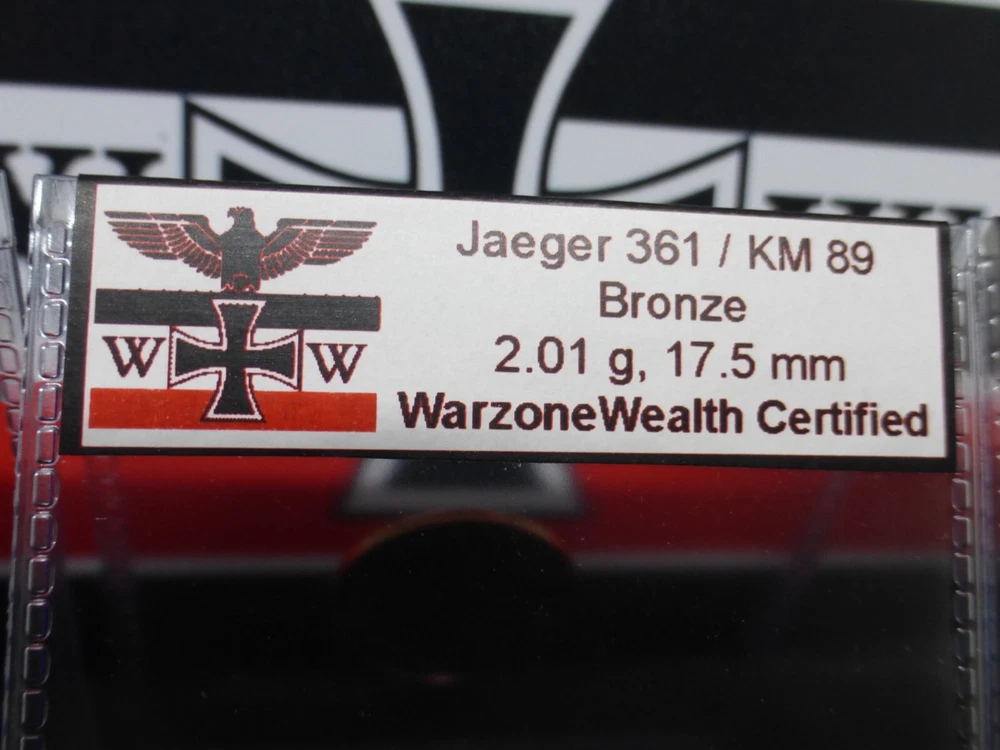 Jaeger 361 / KM 89
Bronze
2.01 g, 17.5 mm
WarzoneWealth Certified
W W